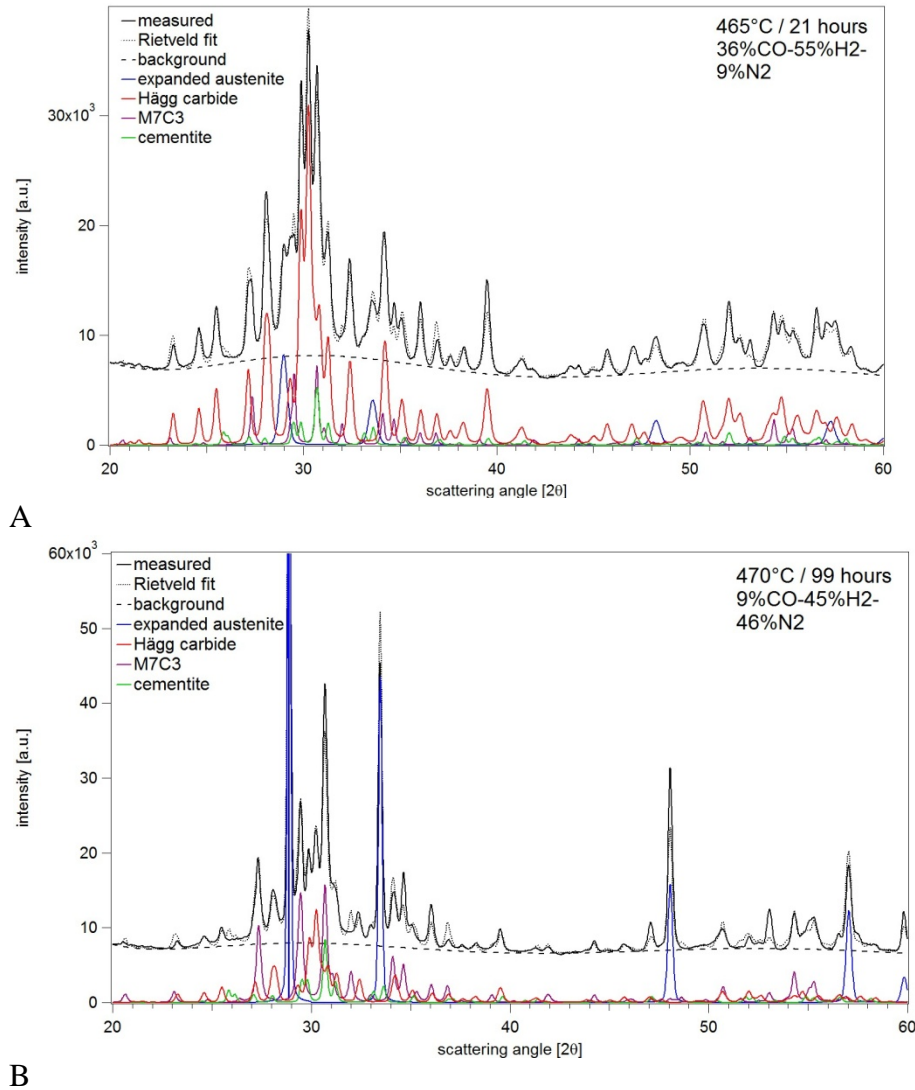 measured
Rietveld fit
background
expanded austenite
Hägg carbide
M7C3
cementite
465°C / 21 hours
36%CO-55%H2-
9%N2
30x10³
20
10
0
intensity [a.u.]
20
30
40
50
60
scattering angle [2θ]
A
measured
Rietveld fit
background
expanded austenite
Hägg carbide
M7C3
cementite
470°C / 99 hours
9%CO-45%H2-
46%N2
60x10³
50
40
30
20
10
0
intensity [a.u.]
20
30
40
50
60
scattering angle [2θ]
B